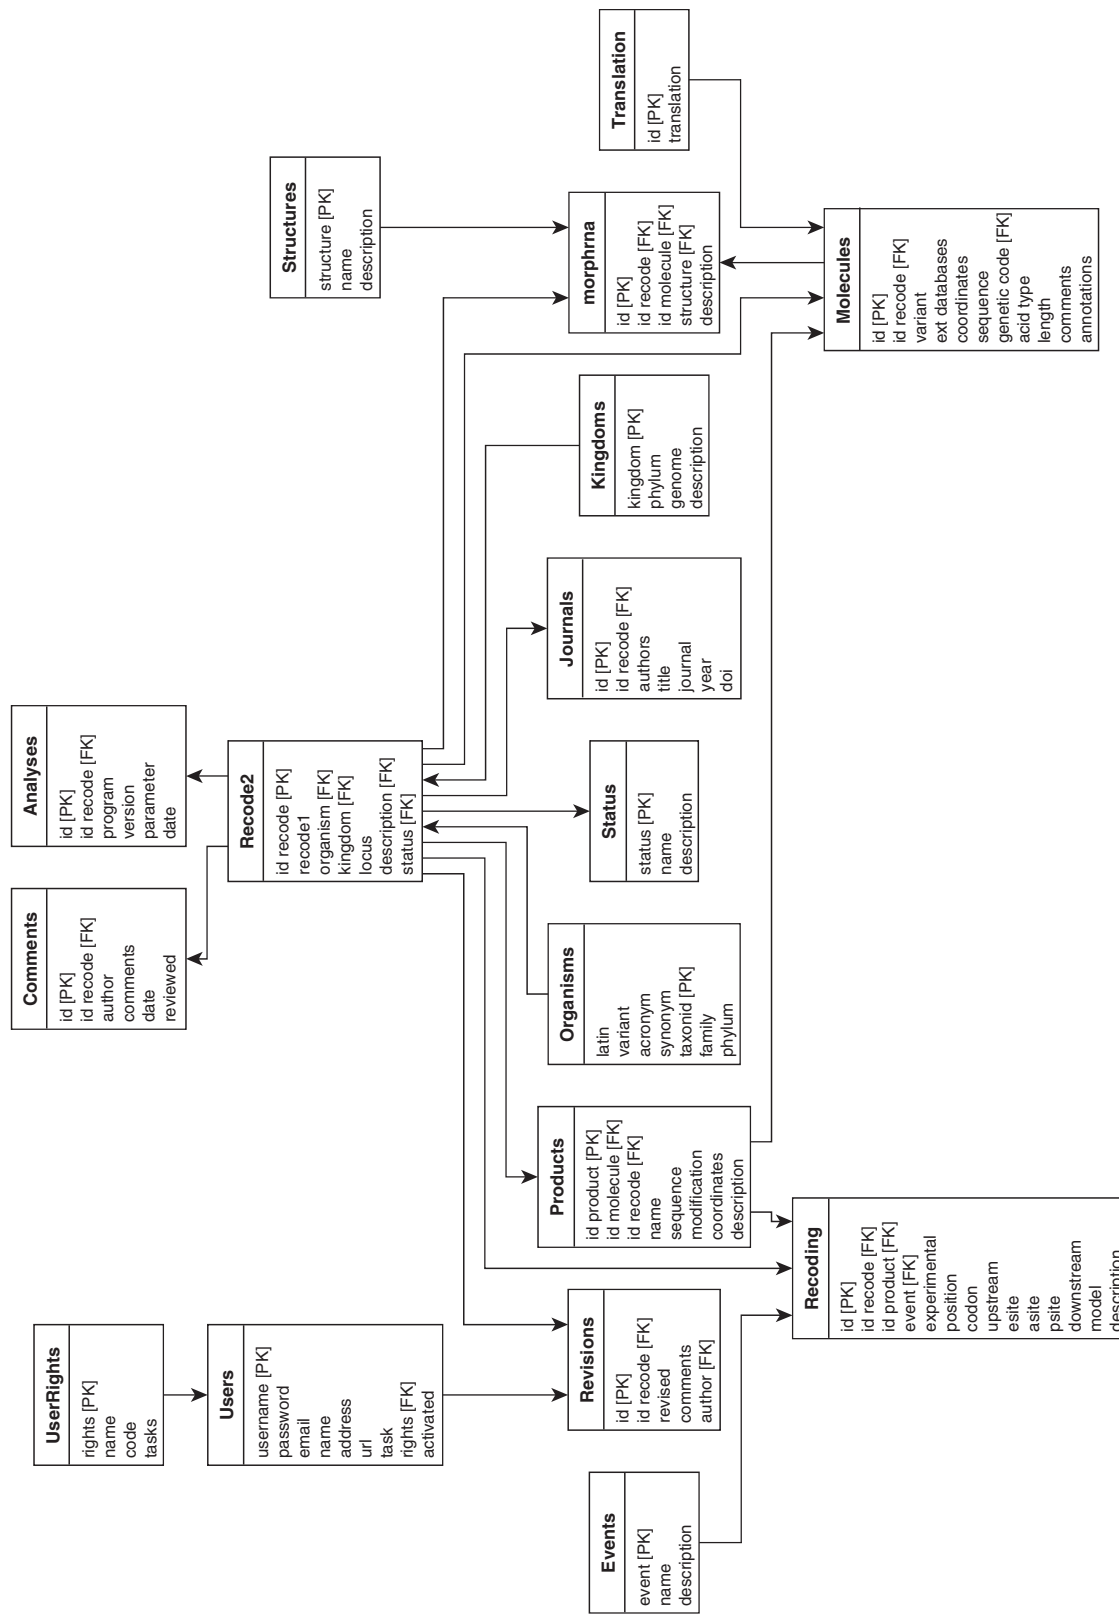 UserRights
rights [PK]
name
code
tasks
Users
username [PK]
password
email
name
address
url
task
rights [FK]
activated
Events
event [PK]
name
description
Revisions
id [PK]
id recode [FK]
revised
comments
author [FK]
Recoding
id [PK]
id recode [FK]
id product [FK]
event [FK]
experimental
position
codon
upstream
esite
asite
psite
downstream
model
description
Comments
id [PK]
id recode [FK]
author
comments
date
reviewed
Analyses
id [PK]
id recode [FK]
program
version
parameter
date
Recode2
id recode [PK]
recode1
organism [FK]
kingdom [FK]
locus
description [FK]
status [FK]
Products
id product [PK]
id molecule [FK]
id recode [FK]
name
sequence
modification
coordinates
description
Organisms
latin
variant
acronym
synonym
taxonid [PK]
family
phylum
Status
status [PK]
name
description
Journals
id [PK]
id recode [FK]
authors
title
journal
year
doi
Kingdoms
kingdom [PK]
phylum
genome
description
Structures
structure [PK]
name
description
morphrna
id [PK]
id recode [FK]
id molecule [FK]
structure [FK]
description
Translation
id [PK]
translation
Molecules
id [PK]
id recode [FK]
variant
ext databases
coordinates
sequence
genetic code [FK]
acid type
length
comments
annotations